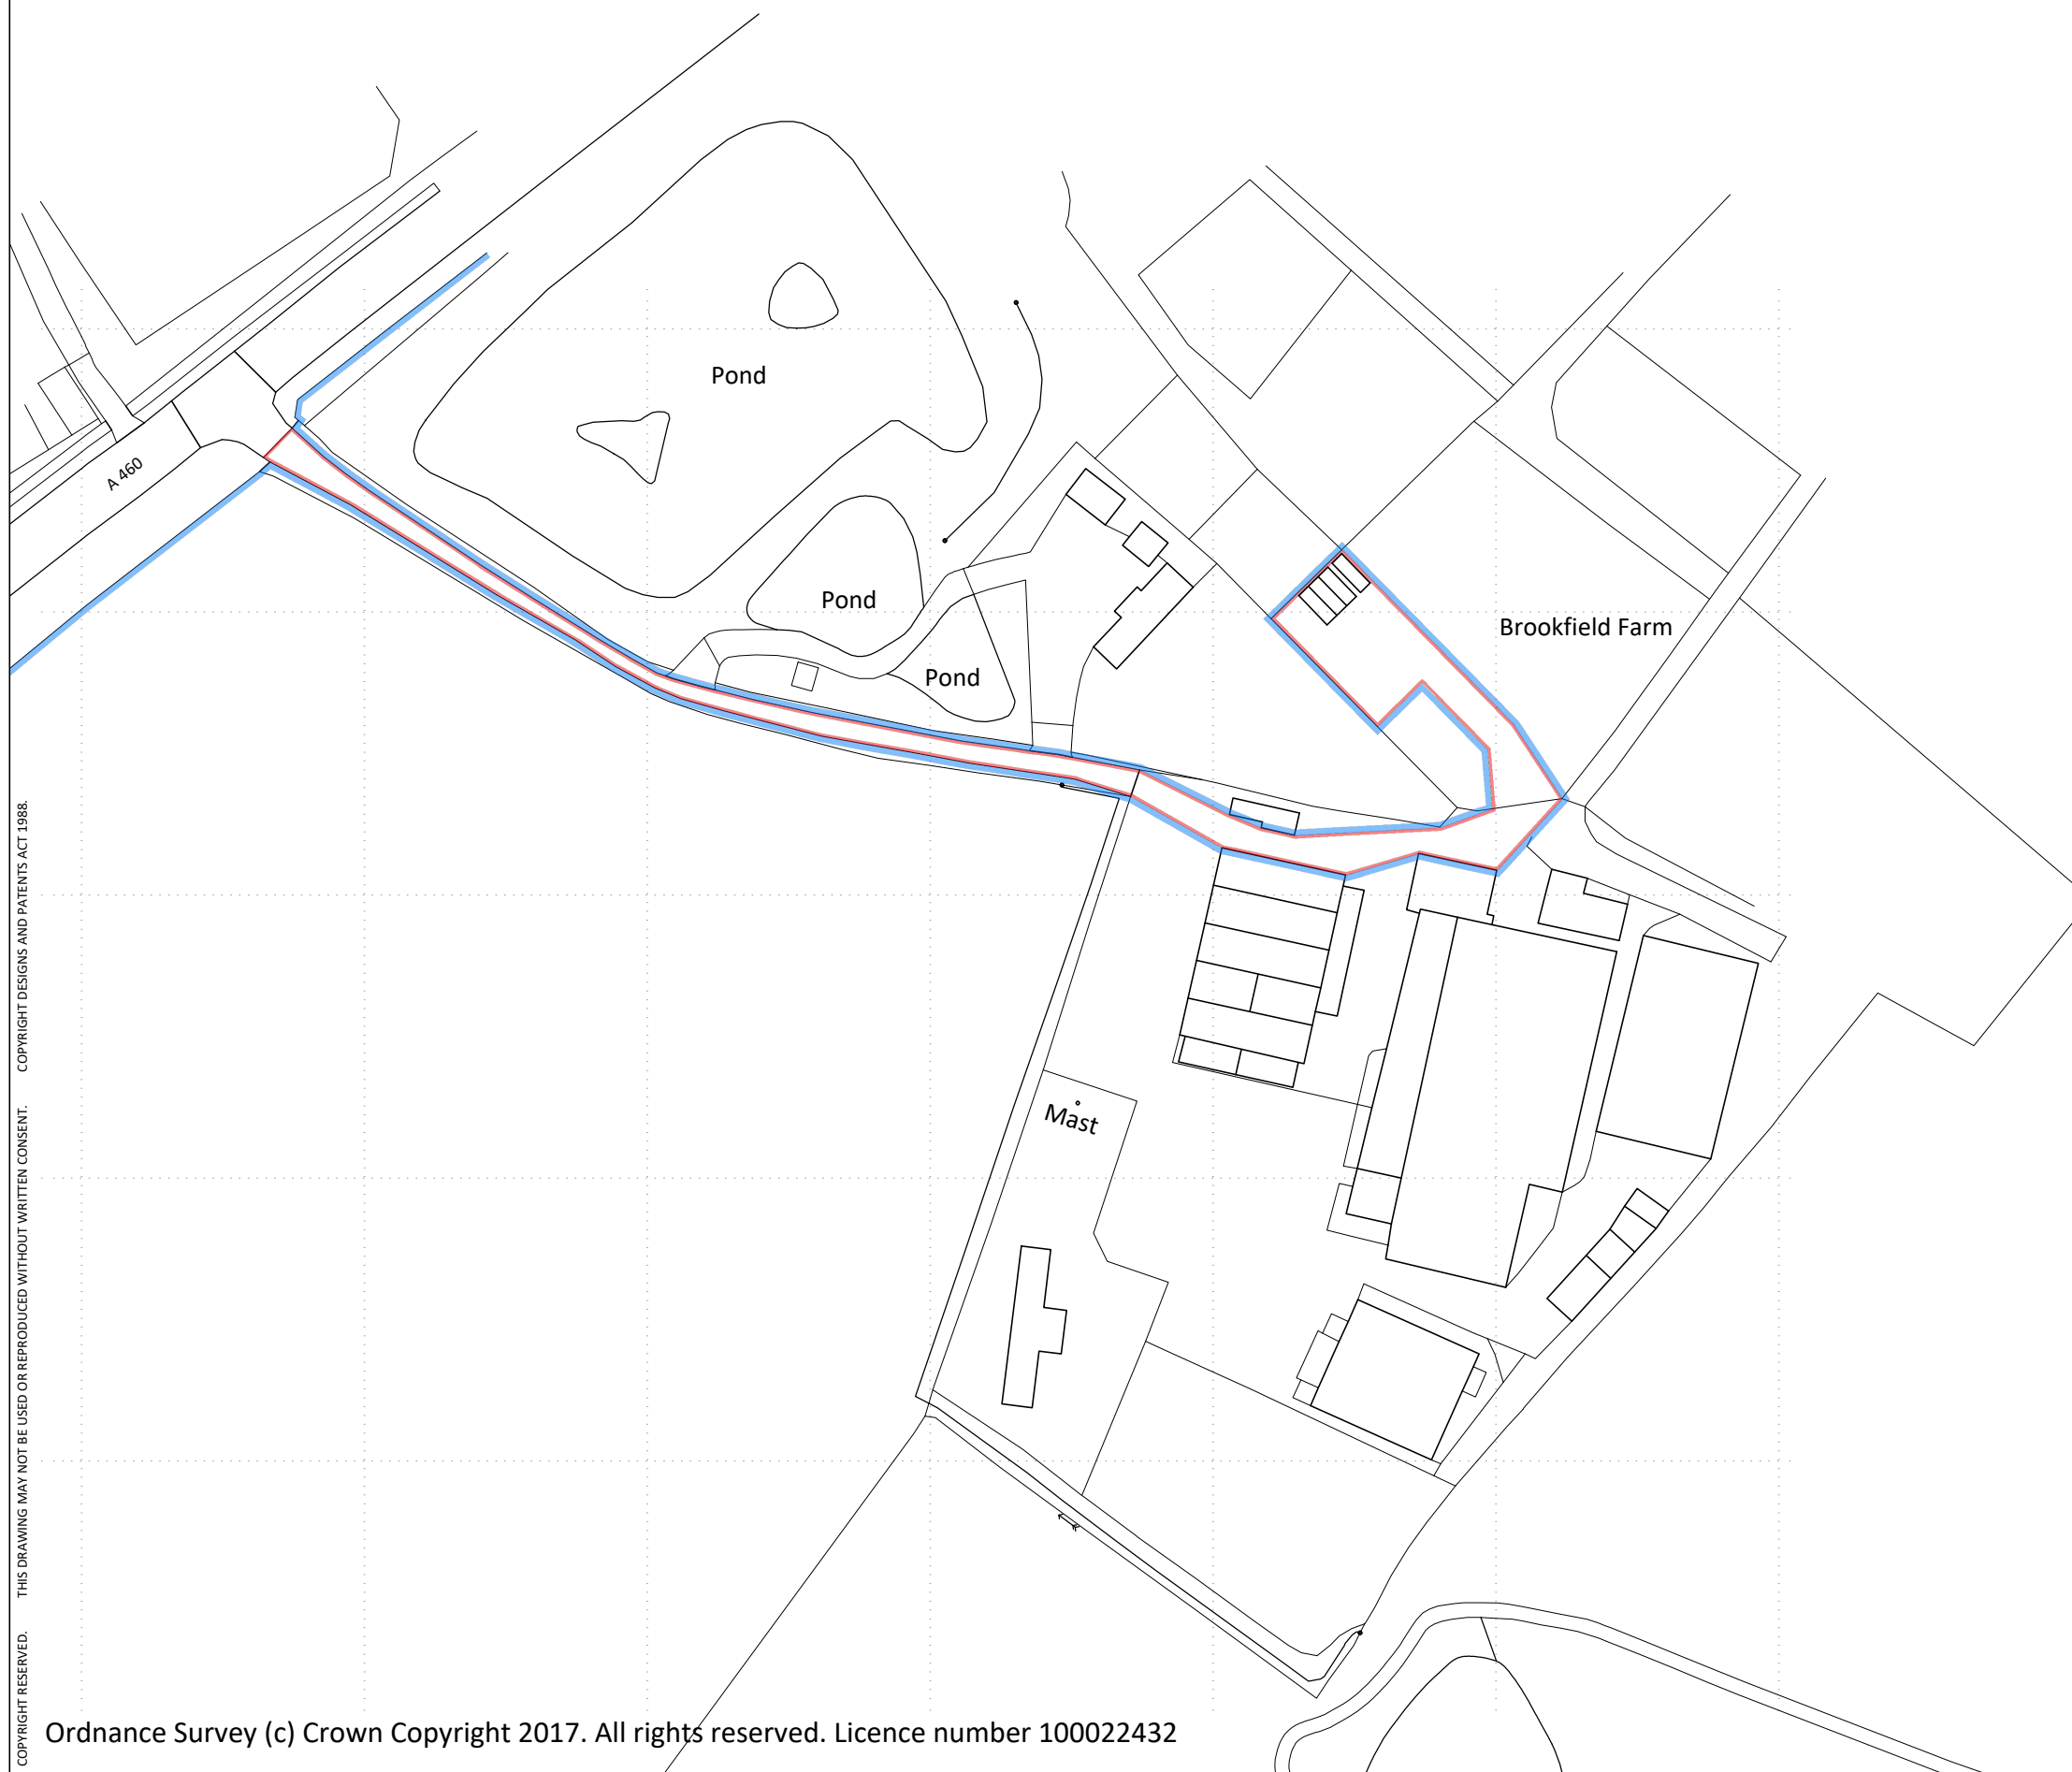 Pond
A 460
Pond
Brookfield Farm
Pond
Mast
COPYRIGHT RESERVED. THIS DRAWING MAY NOT BE USED OR REPRODUCED WITHOUT WRITTEN CONSENT. COPYRIGHT DESIGNS AND PATENTS ACT 1988.
Ordnance Survey (c) Crown Copyright 2017. All rights reserved. Licence number 100022432